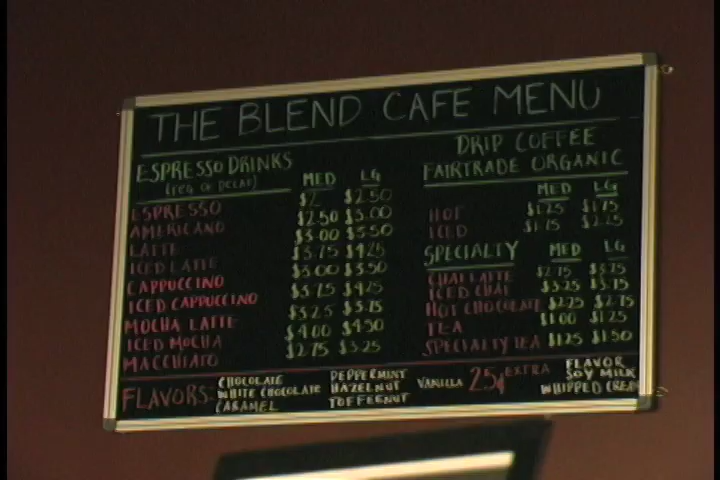 THE BLEND CAFE MENU
ESPRESSO DRINKS
(REG OR DECAF)
MED LG
ESPRESSO $2 $2.50
AMERICANO $2.50 $3.00
LATTE $3.00 $3.50
ICED LATTE $3.75 $4.25
CAPPUCCINO $3.00 $3.50
ICED CAPPUCCINO $3.75 $4.25
MOCHA LATTE $3.25 $3.75
ICED MOCHA $4.00 $4.50
MACCHIATO $2.75 $3.25
DRIP COFFEE
FAIRTRADE ORGANIC
MED LG
HOT $1.25 $1.75
ICED $1.75 $2.25
SPECIALTY MED LG
CHAI LATTE $2.75 $3.75
ICED CHAI $3.25 $3.75
HOT CHOCOLATE $2.25 $2.75
TEA $1.00 $1.25
SPECIALTY TEA $1.25 $1.50
FLAVORS: CHOCOLATE
WHITE CHOCOLATE
CARAMEL
PEPPERMINT
HAZELNUT
TOFFEENUT
VANILLA
25¢ EXTRA
FLAVOR
SOY MILK
WHIPPED CREAM